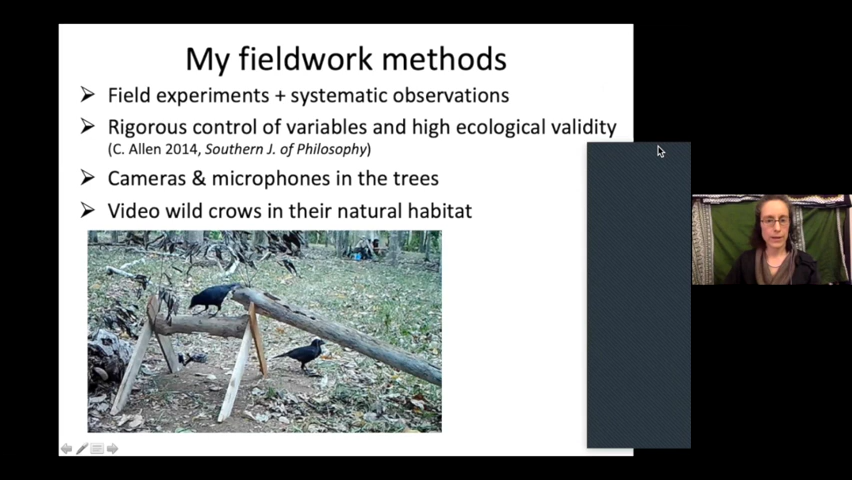 My fieldwork methods
Field experiments + systematic observations
Rigorous control of variables and high ecological validity
(C. Allen 2014, Southern J. of Philosophy)
Cameras & microphones in the trees
Video wild crows in their natural habitat